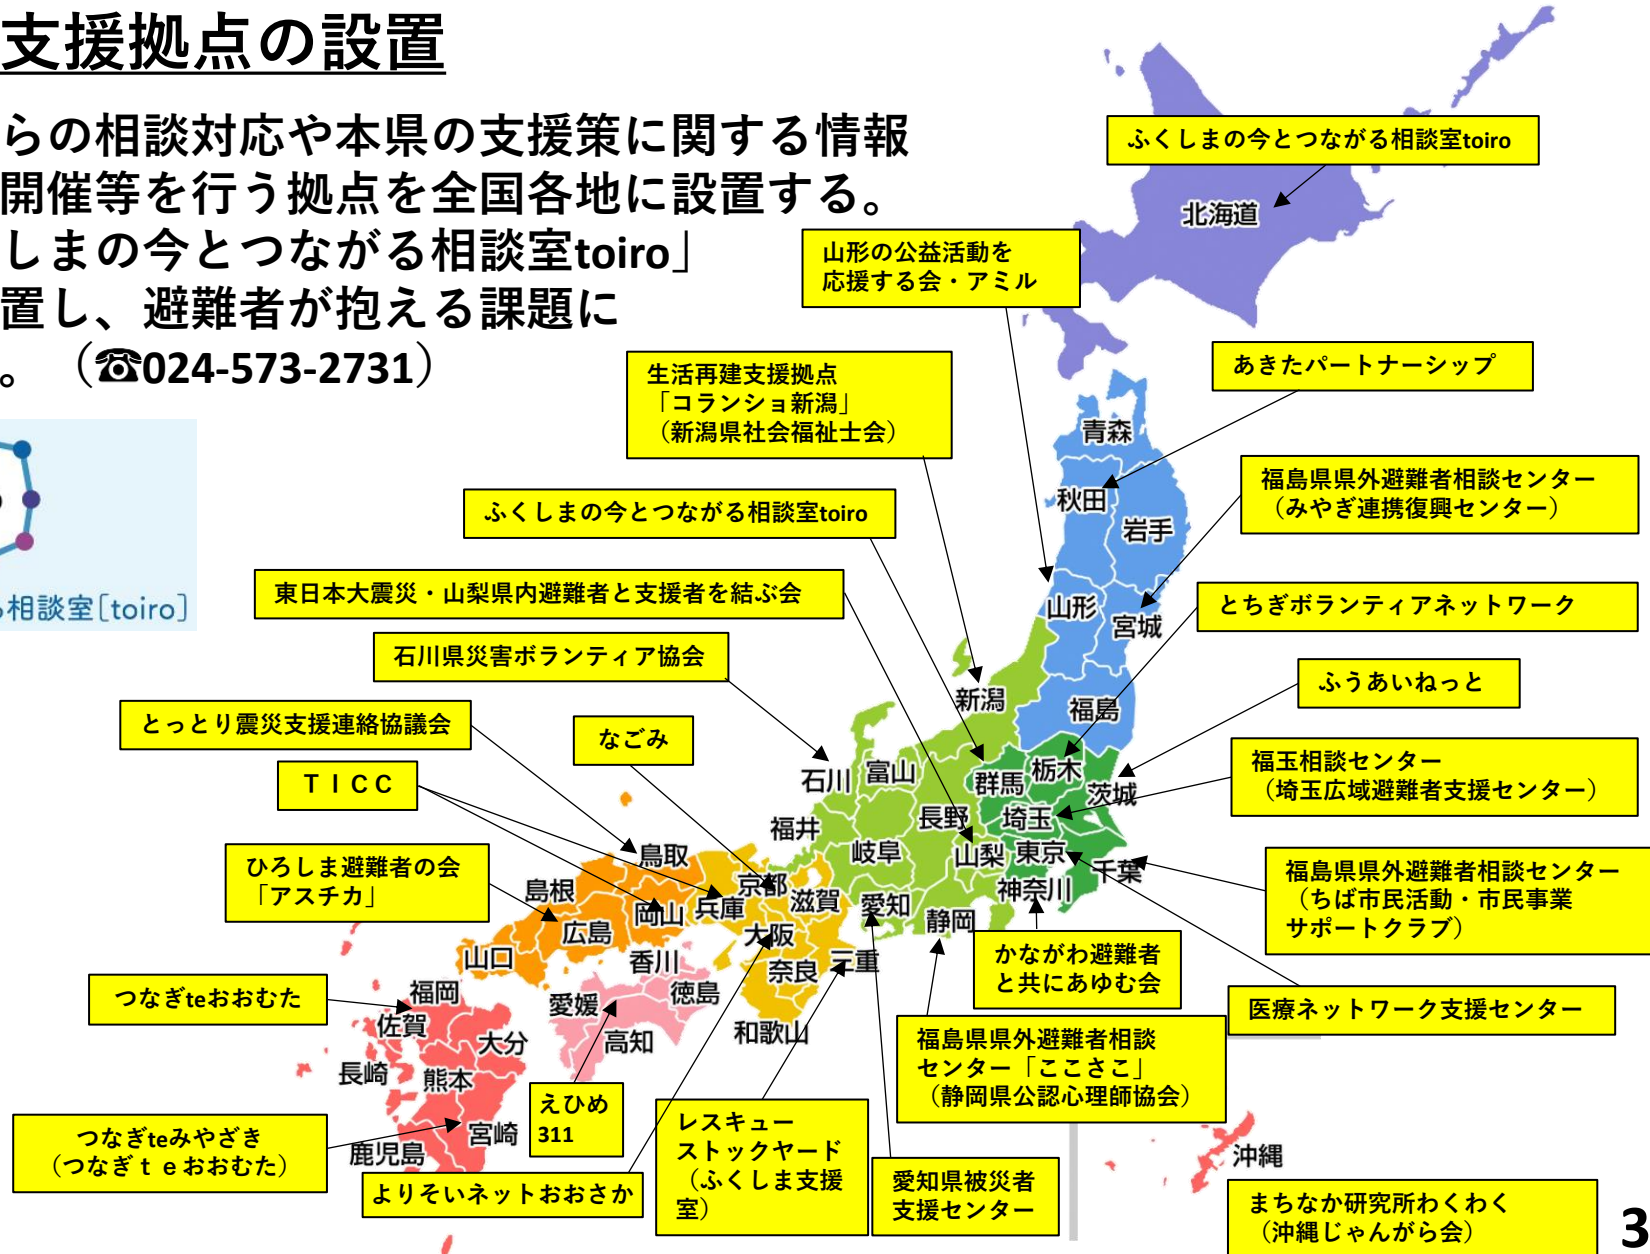 支援拠点の設置
らの相談対応や本県の支援策に関する情報
開催等を行う拠点を全国各地に設置する。
しまの今とつながる相談室toiro」
置し、避難者が抱える課題に
。（☎024-573-2731）
相談室[toiro]
ふくしまの今とつながる相談室toiro
北海道
山形の公益活動を
応援する会・アミル
生活再建支援拠点
「コランショ新潟」
（新潟県社会福祉士会）
あきたパートナーシップ
青森
秋田
岩手
福島県県外避難者相談センター
（みやぎ連携復興センター）
ふくしまの今とつながる相談室toiro
東日本大震災・山梨県内避難者と支援者を結ぶ会
山形
宮城
とちぎボランティアネットワーク
石川県災害ボランティア協会
新潟
福島
ふうあいねっと
とっとり震災支援連絡協議会
なごみ
ＴＩＣＣ
石川
富山
群馬
栃木
茨城
福玉相談センター
（埼玉広域避難者支援センター）
福井
長野
埼玉
岐阜
山梨
東京
千葉
神奈川
ひろしま避難者の会
「アスチカ」
鳥取
島根
岡山
兵庫
京都
滋賀
愛知
静岡
福島県県外避難者相談センター
（ちば市民活動・市民事業
サポートクラブ）
広島
山口
大阪
奈良
三重
香川
徳島
愛媛
高知
和歌山
かながわ避難者
と共にあゆむ会
医療ネットワーク支援センター
つなぎteおおむた
福岡
佐賀
大分
長崎
熊本
宮崎
鹿児島
福島県県外避難者相談
センター「ここさこ」
（静岡県公認心理師協会）
えひめ
311
つなぎteみやざき
（つなぎｔｅおおむた）
よりそいネットおおさか
レスキュー
ストックヤード
（ふくしま支援
室）
愛知県被災者
支援センター
沖縄
まちなか研究所わくわく
（沖縄じゃんがら会）
3